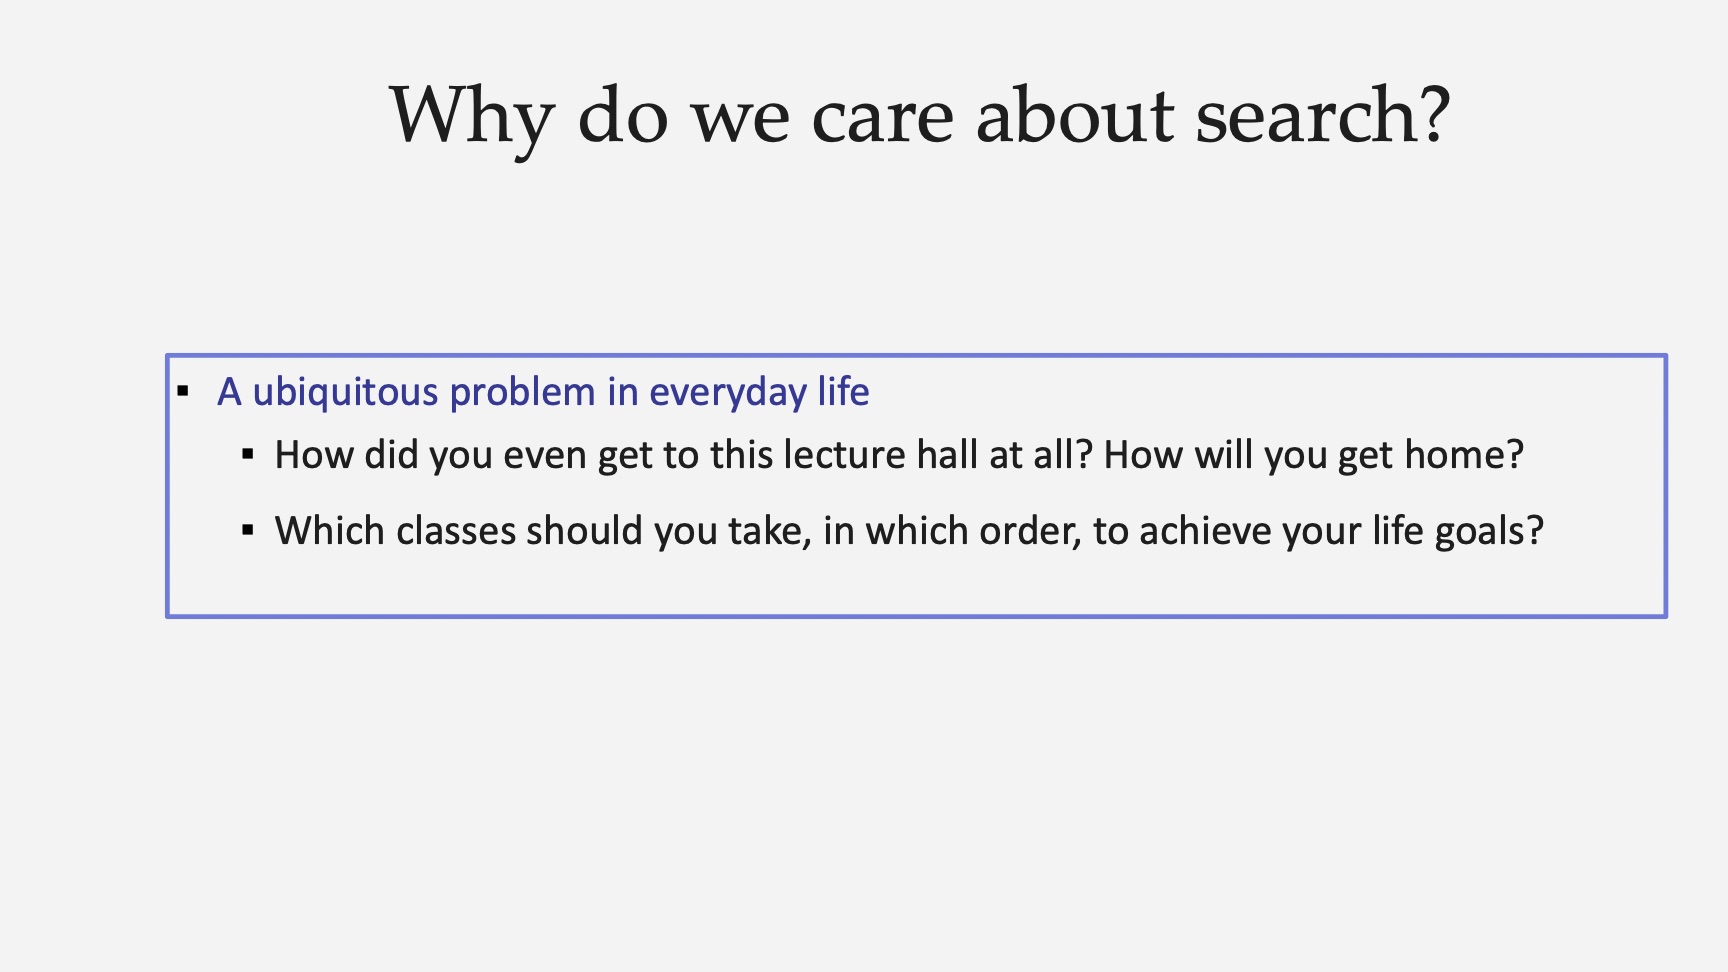 Why do we care about search?
▪ A ubiquitous problem in everyday life
▪ How did you even get to this lecture hall at all? How will you get home?
▪ Which classes should you take, in which order, to achieve your life goals?